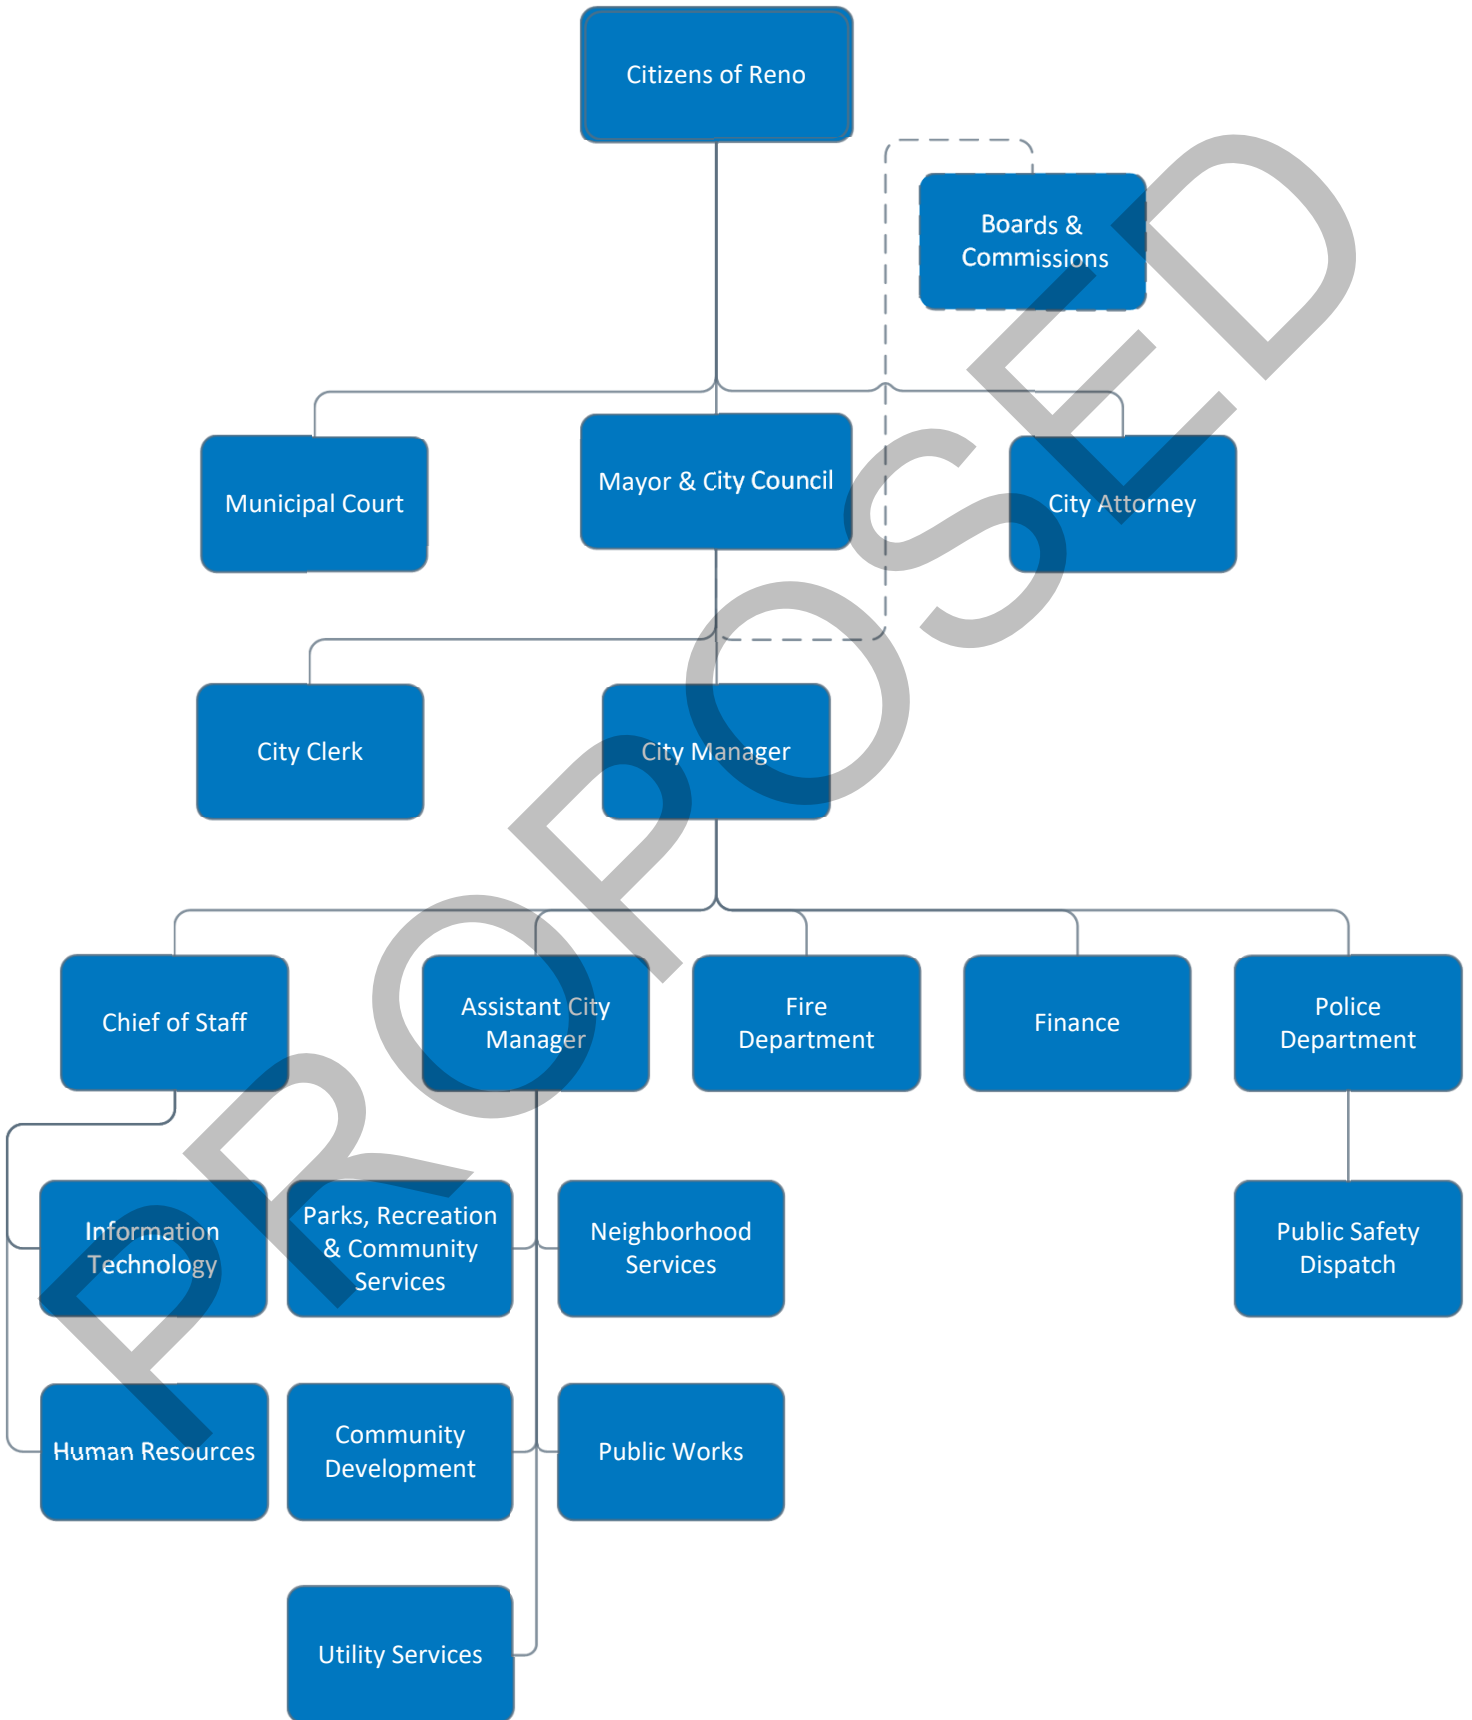 Citizens of Reno
Boards &
Commissions
Municipal Court
Mayor & City Council
City Attorney
City Clerk
City Manager
Chief of Staff
Assistant City
Manager
Fire
Department
Finance
Police
Department
Information
Technology
Parks, Recreation
& Community
Services
Neighborhood
Services
Public Safety
Dispatch
Human Resources
Community
Development
Public Works
Utility Services
PROPOSED